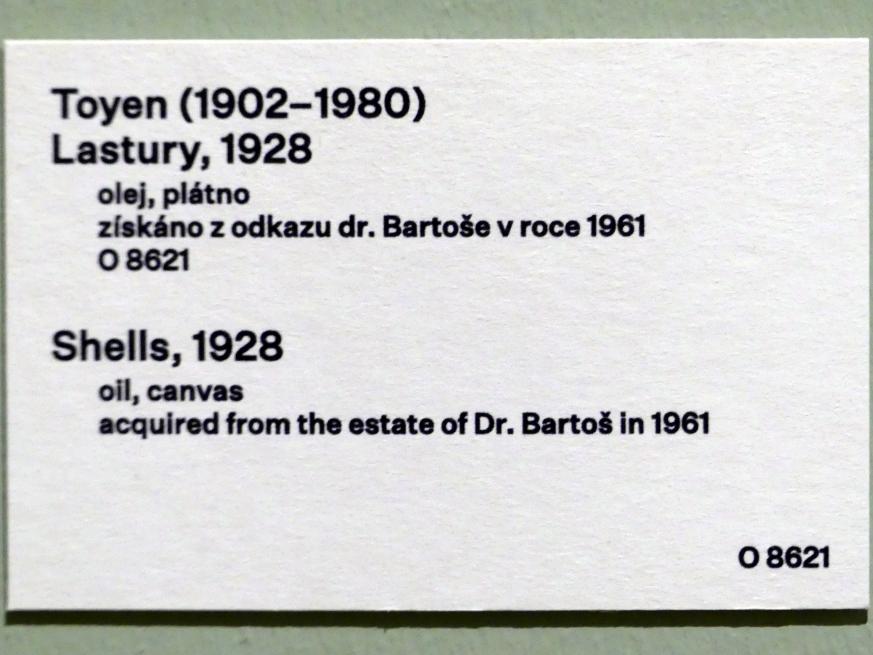 Toyen (1902–1980)
Lastury, 1928
olej, plátno
získáno z odkazu dr. Bartoše v roce 1961
O 8621
Shells, 1928
oil, canvas
acquired from the estate of Dr. Bartoš in 1961
O 8621